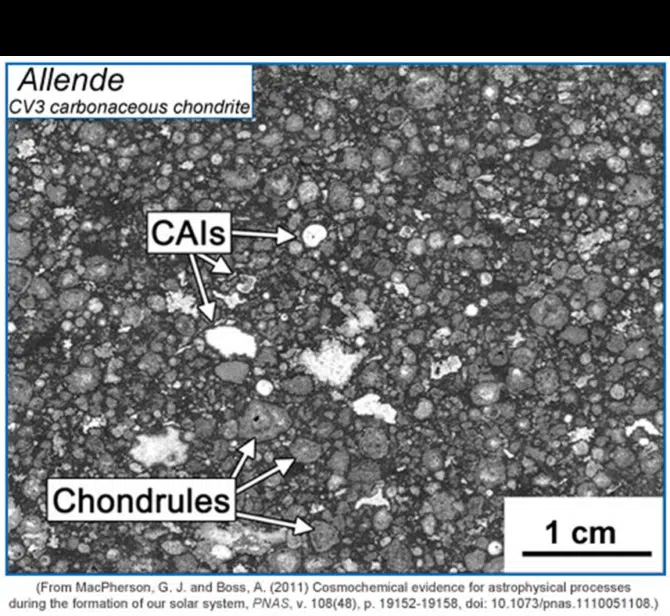 Allende
CV3 carbonaceous chondrite
CAIs
Chondrules
1 cm
(From MacPherson, G. J. and Boss, A. (2011) Cosmochemical evidence for astrophysical processes
during the formation of our solar system, PNAS, v. 108(48), p. 19152-19158, doi: 10.1073/pnas.1110051108.)